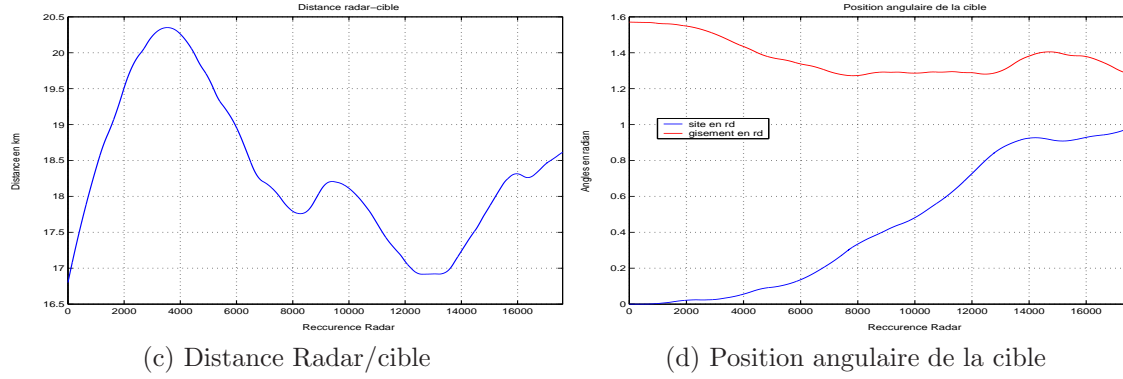 Distance radar-cible
20.5
20
19.5
19
18.5
18
17.5
17
16.5
Distance en km
0 2000 4000 6000 8000 10000 12000 14000 16000
Reccurence Radar
(c) Distance Radar/cible
Position angulaire de la cible
1.6
1.4
1.2
1
0.8
0.6
0.4
0.2
0
Angles en radian
site en rd
gisement en rd
0 2000 4000 6000 8000 10000 12000 14000 16000
Reccurence Radar
(d) Position angulaire de la cible